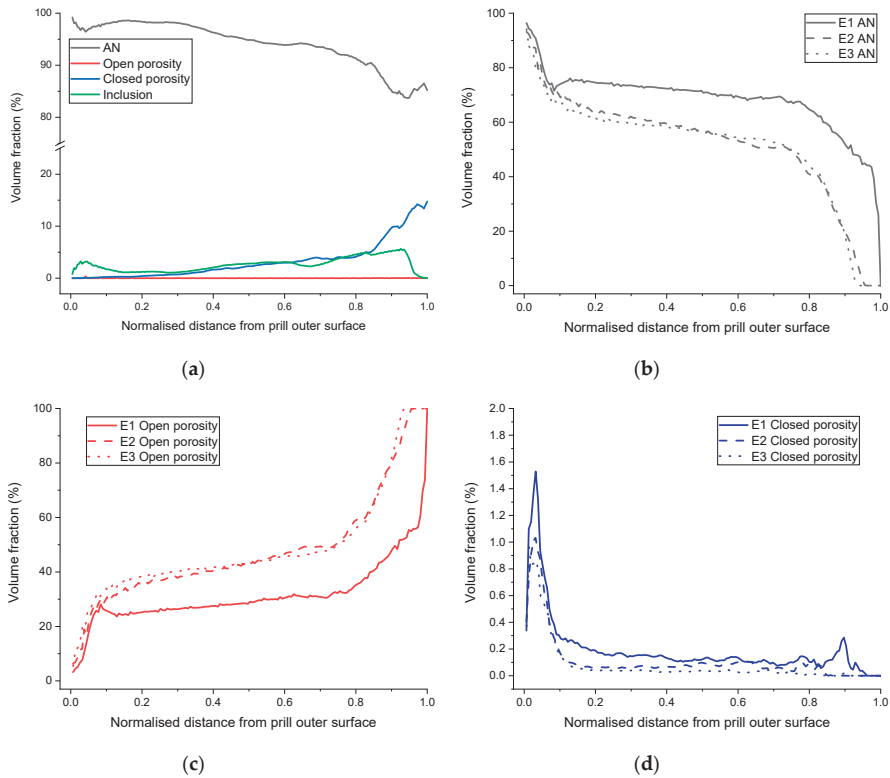 100
95
90
85
20
15
10
5
0
0.0 0.2 0.4 0.6 0.8 1.0
Volume fraction (%)
Normalised distance from prill outer surface
AN
Open porosity
Closed porosity
Inclusion
(a)
100
80
60
40
20
0
0.0 0.2 0.4 0.6 0.8 1.0
Volume fraction (%)
Normalised distance from prill outer surface
E1 AN
E2 AN
E3 AN
(b)
100
80
60
40
20
0
0.0 0.2 0.4 0.6 0.8 1.0
Volume fraction (%)
Normalised distance from prill outer surface
E1 Open porosity
E2 Open porosity
E3 Open porosity
(c)
2.0
1.8
1.6
1.4
1.2
1.0
0.8
0.6
0.4
0.2
0.0
0.0 0.2 0.4 0.6 0.8 1.0
Volume fraction (%)
Normalised distance from prill outer surface
E1 Closed porosity
E2 Closed porosity
E3 Closed porosity
(d)